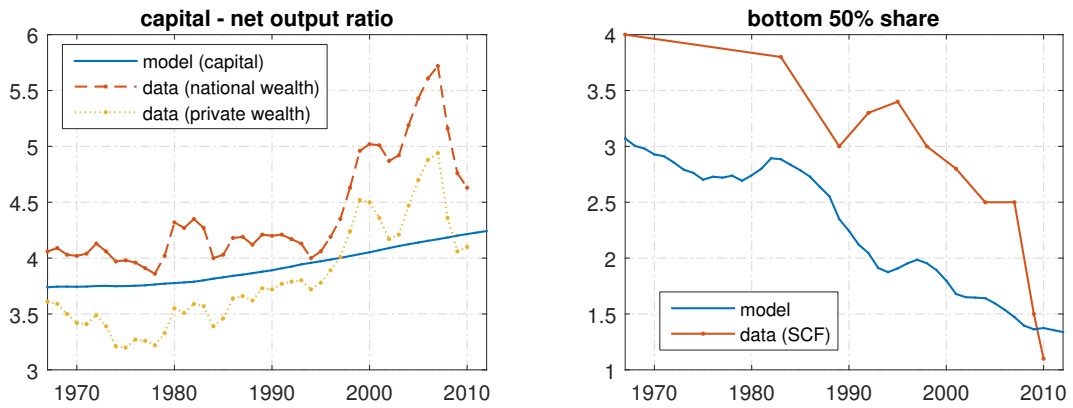 capital - net output ratio
6
5.5
5
4.5
4
3.5
3
model (capital)
data (national wealth)
data (private wealth)
1970 1980 1990 2000 2010
bottom 50% share
4
3.5
3
2.5
2
1.5
1
model
data (SCF)
1970 1980 1990 2000 2010